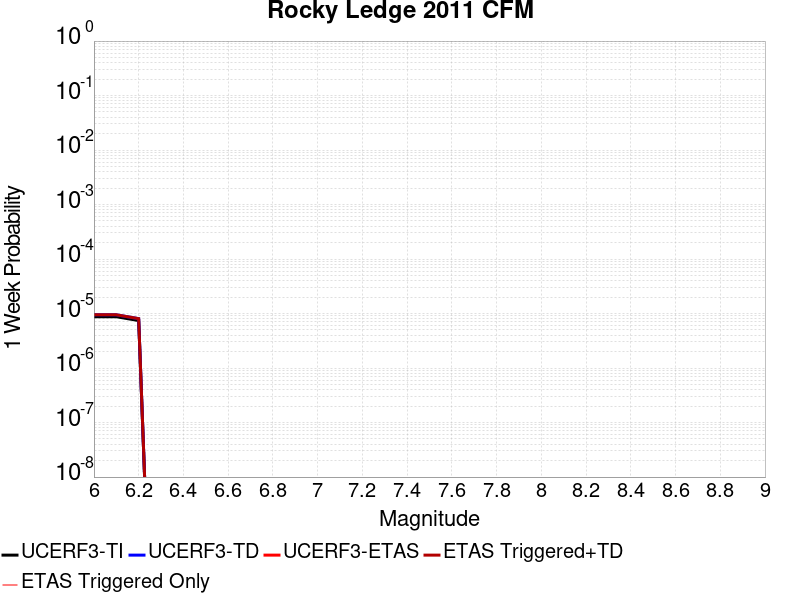 Rocky Ledge 2011 CFM
10^0
10^-1
10^-2
10^-3
10^-4
10^-5
10^-6
10^-7
10^-8
1 Week Probability
6 6.2 6.4 6.6 6.8 7 7.2 7.4 7.6 7.8 8 8.2 8.4 8.6 8.8 9
Magnitude
UCERF3-TI UCERF3-TD UCERF3-ETAS ETAS Triggered+TD
ETAS Triggered Only